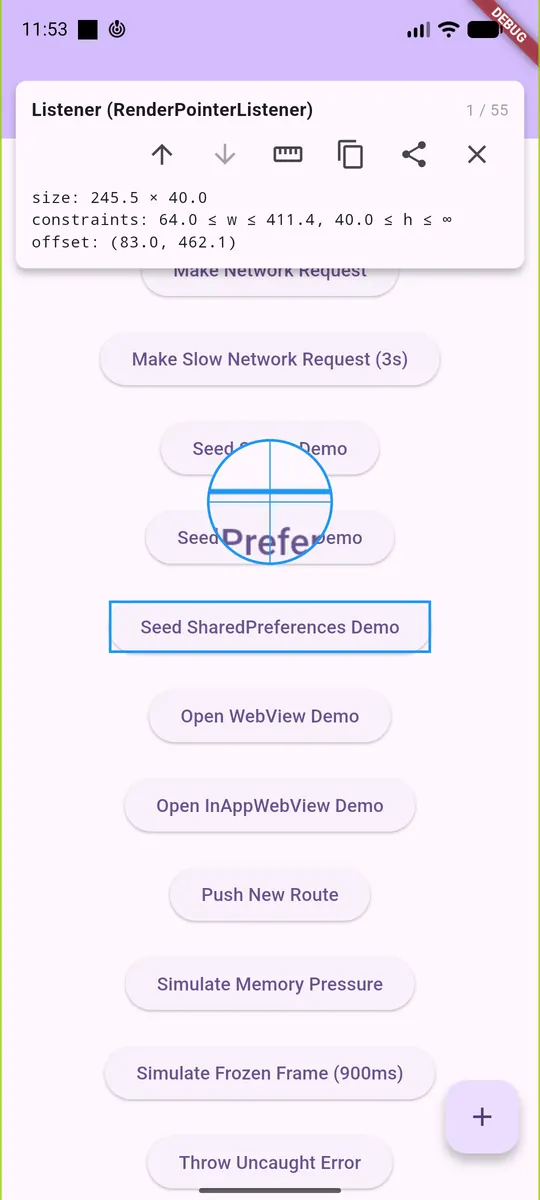 11:53
DEBUG
Listener (RenderPointerListener) 1 / 55
size: 245.5 × 40.0
constraints: 64.0 ≤ w ≤ 411.4, 40.0 ≤ h ≤ ∞
offset: (83.0, 462.1)
Make Network Request
Make Slow Network Request (3s)
Seed Demo
Seed Demo
Prefer
Seed SharedPreferences Demo
Open WebView Demo
Open InAppWebView Demo
Push New Route
Simulate Memory Pressure
Simulate Frozen Frame (900ms)
Throw Uncaught Error